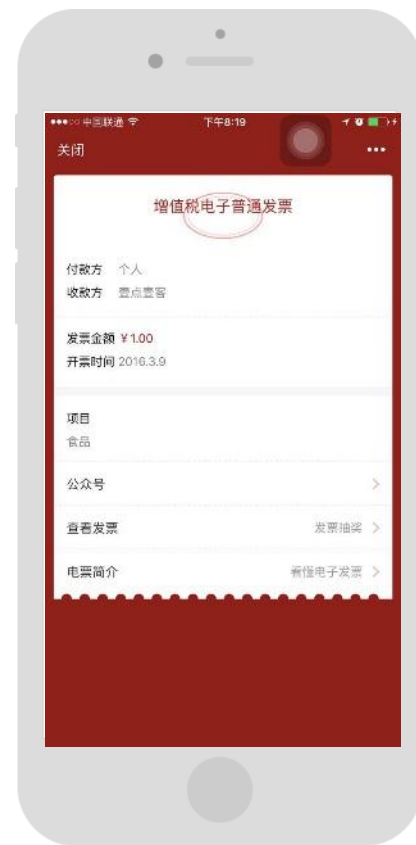 中国联通 下午8:19
关闭
增值税电子普通发票
付款方 个人
收款方 壹点壹客
发票金额 ¥1.00
开票时间 2016.3.9
项目
食品
公众号
查看发票 发票抽奖
电票简介 看懂电子发票